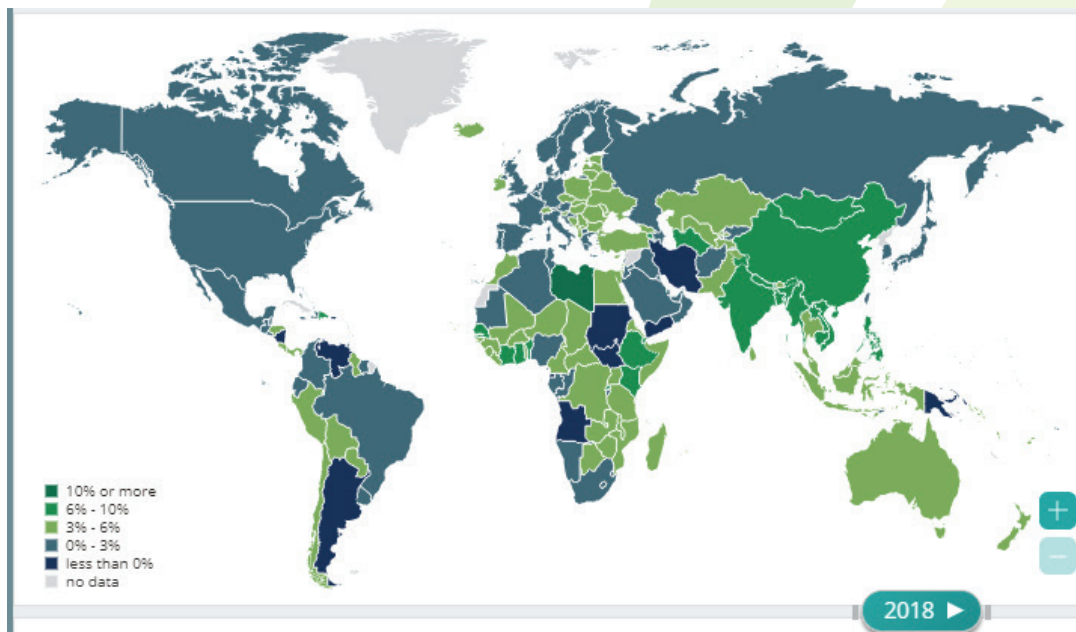 10% or more
6% - 10%
3% - 6%
0% - 3%
less than 0%
no data
2018